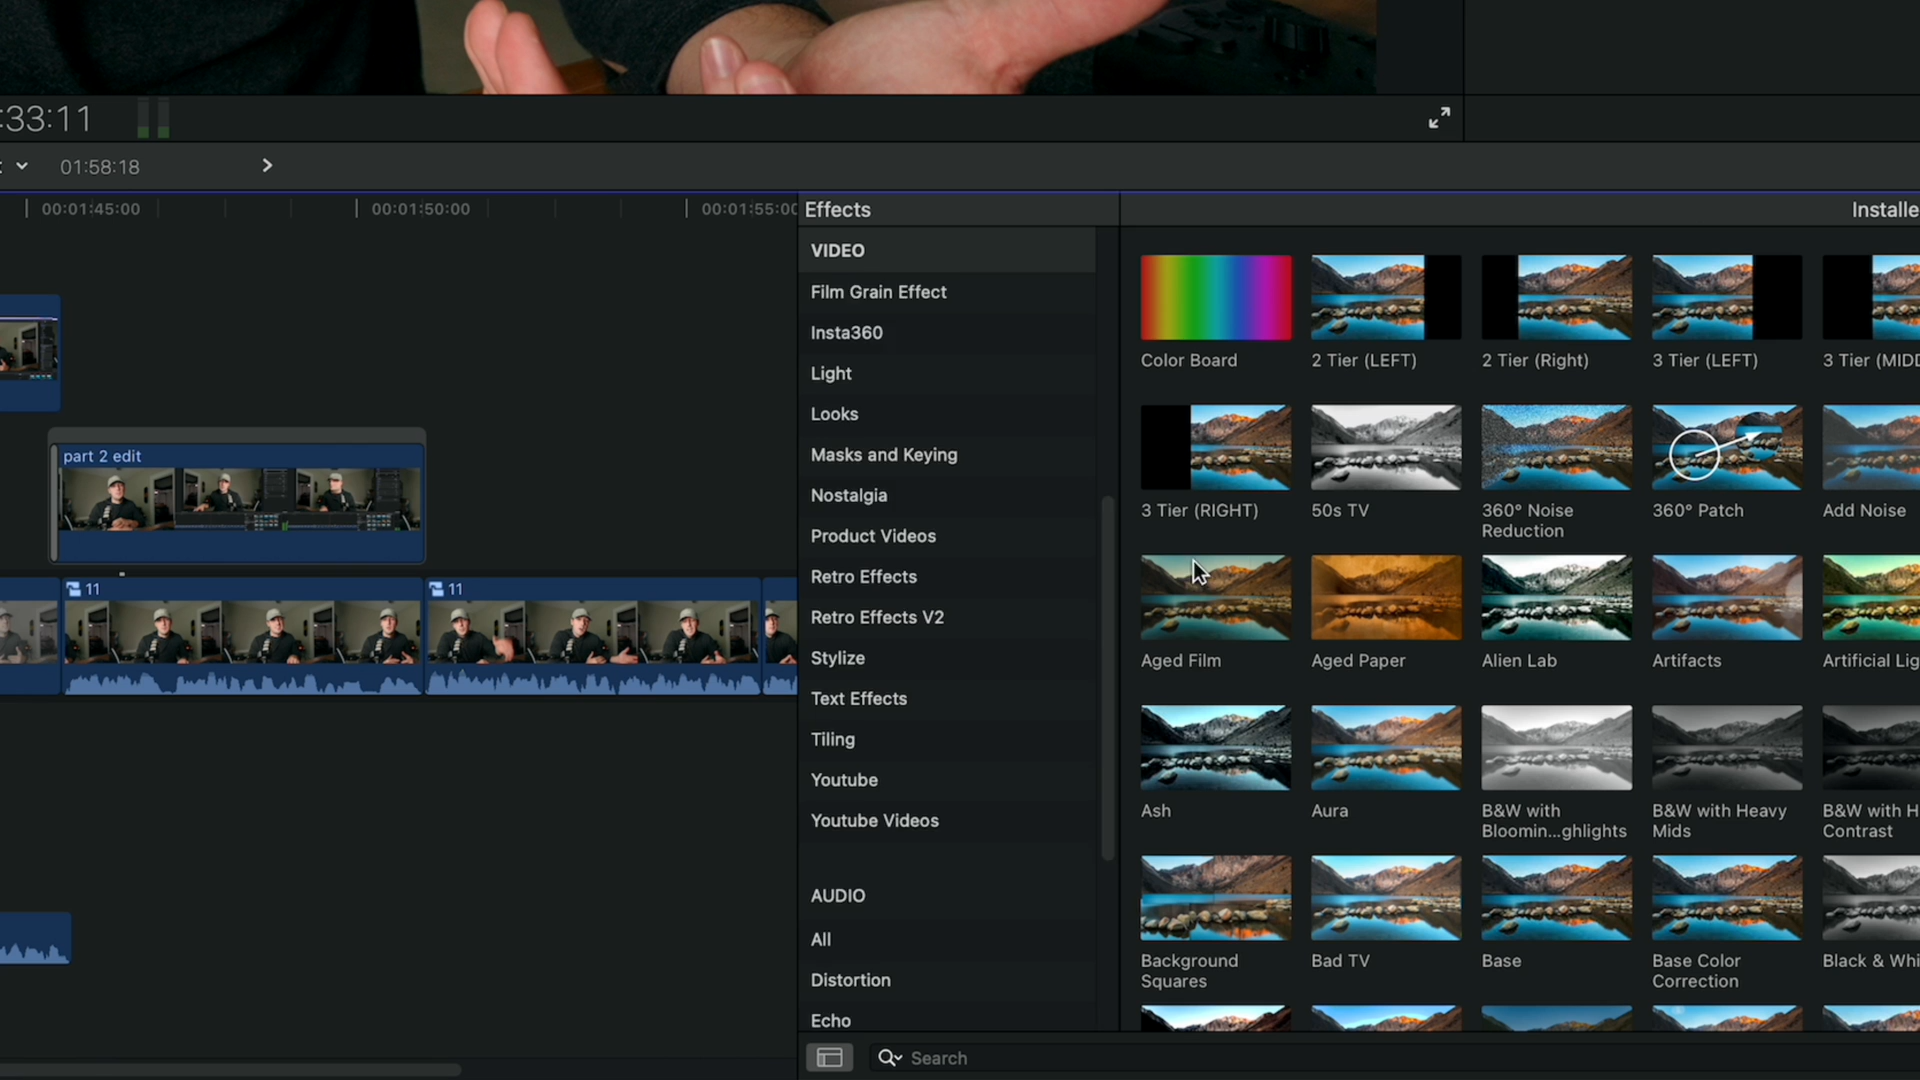 :33:11
01:58:18
00:01:45:00
00:01:50:00
00:01:55:00
Effects
Installe
VIDEO
Film Grain Effect
Insta360
Light
Looks
Masks and Keying
Nostalgia
Product Videos
Retro Effects
Retro Effects V2
Stylize
Text Effects
Tiling
Youtube
Youtube Videos
AUDIO
All
Distortion
Echo
Search
part 2 edit
11
11
Color Board
2 Tier (LEFT)
2 Tier (Right)
3 Tier (LEFT)
3 Tier (MIDD
3 Tier (RIGHT)
50s TV
360° Noise
Reduction
360° Patch
Add Noise
Aged Film
Aged Paper
Alien Lab
Artifacts
Artificial Lig
Ash
Aura
B&W with
Bloomin...ghlights
B&W with Heavy
Mids
B&W with H
Contrast
Background
Squares
Bad TV
Base
Base Color
Correction
Black & Whi